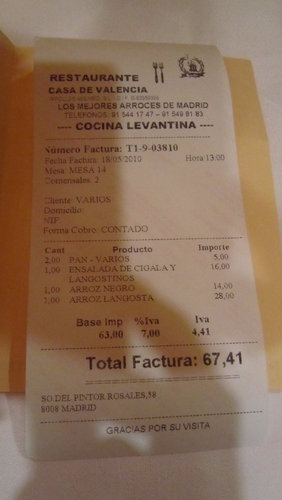 RESTAURANTE
CASA DE VALENCIA
LOS MEJORES ARROCES DE MADRID
TELEFONOS: 91 544 17 47 - 91 549 81 83
---- COCINA LEVANTINA ----
Número Factura: T1-9-03810
Fecha Factura: 18/05/2010 Hora 13:00
Mesa: MESA 14
Comensales: 2
Cliente: VARIOS
Domicilio:
NIF:
Forma Cobro: CONTADO
Cant Producto Importe
2,00 PAN - VARIOS 5,00
1,00 ENSALADA DE CIGALA Y 16,00
LANGOSTINOS
1,00 ARROZ NEGRO 14,00
1,00 ARROZ LANGOSTA 28,00
Base Imp %Iva Iva
63,00 7,00 4,41
Total Factura: 67,41
SO.DEL PINTOR ROSALES,58
8008 MADRID
GRACIAS POR SU VISITA